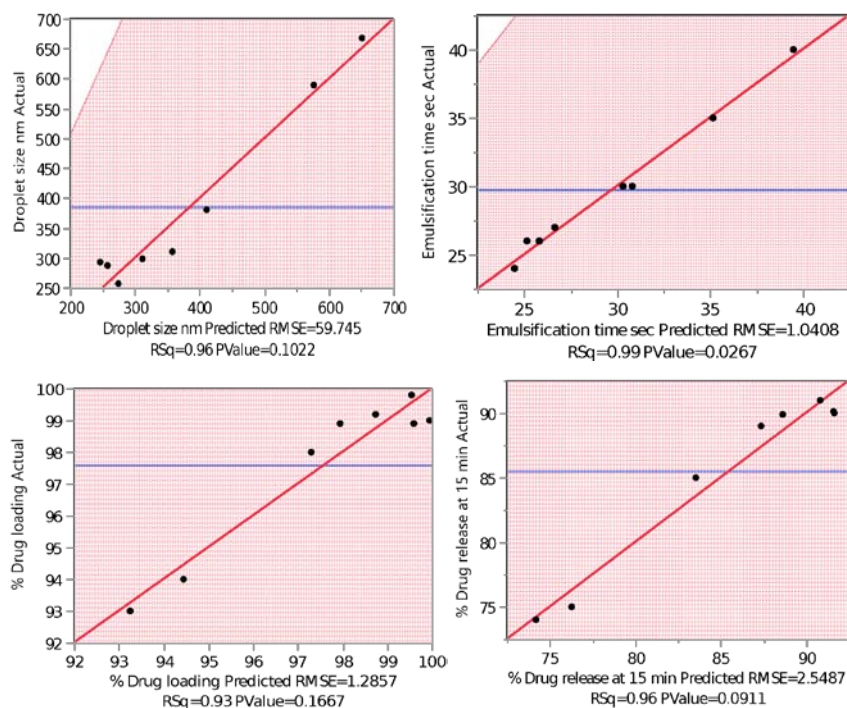 700
650
600
550
500
450
400
350
300
250
Droplet size nm Actual
200 300 400 500 600 700
Droplet size nm Predicted RMSE=59.745
RSq=0.96 PValue=0.1022
40
35
30
25
Emulsification time sec Actual
25 30 35 40
Emulsification time sec Predicted RMSE=1.0408
RSq=0.99 PValue=0.0267
100
99
98
97
96
95
94
93
92
% Drug loading Actual
92 93 94 95 96 97 98 99 100
% Drug loading Predicted RMSE=1.2857
RSq=0.93 PValue=0.1667
90
85
80
75
% Drug release at 15 min Actual
75 80 85 90
% Drug release at 15 min Predicted RMSE=2.5487
RSq=0.96 PValue=0.0911